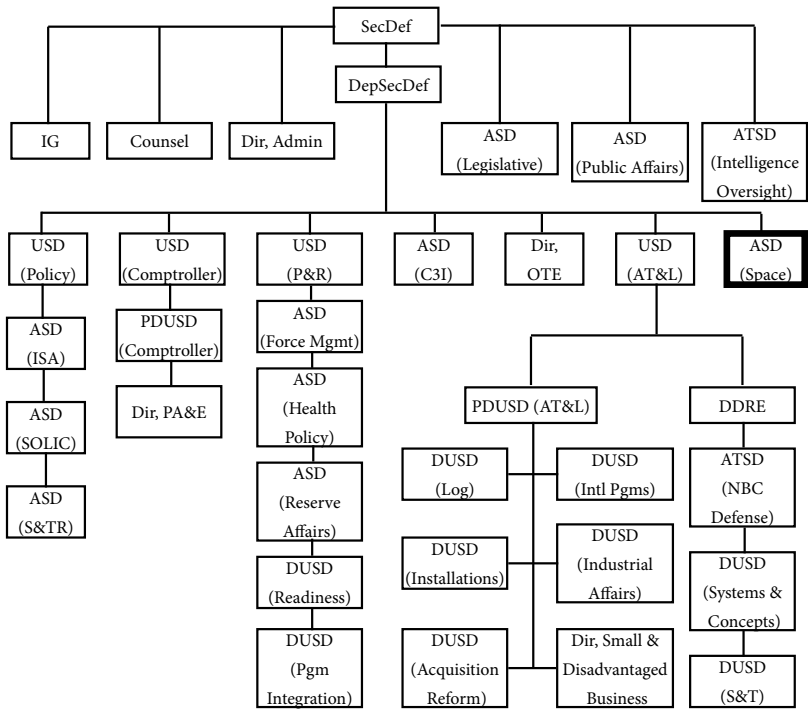 SecDef
DepSecDef
IG
Counsel
Dir, Admin
ASD
(Legislative)
ASD
(Public Affairs)
ATSD
(Intelligence
Oversight)
USD
(Policy)
USD
(Comptroller)
USD
(P&R)
ASD
(C3I)
Dir,
OTE
USD
(AT&L)
ASD
(Space)
ASD
(ISA)
ASD
(SOLIC)
ASD
(S&TR)
PDUSD
(Comptroller)
Dir, PA&E
ASD
(Force Mgmt)
ASD
(Health
Policy)
ASD
(Reserve
Affairs)
DUSD
(Readiness)
DUSD
(Pgm
Integration)
PDUSD (AT&L)
DUSD
(Log)
DUSD
(Intl Pgms)
DUSD
(Installations)
DUSD
(Industrial
Affairs)
DUSD
(Acquisition
Reform)
Dir, Small &
Disadvantaged
Business
DDRE
ATSD
(NBC
Defense)
DUSD
(Systems &
Concepts)
DUSD
(S&T)